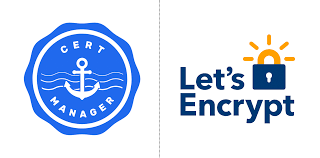 CERT
MANAGER
Let's
Encrypt